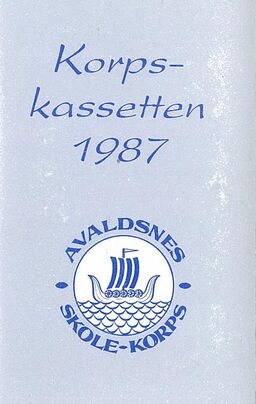 Korps-
kassetten
1987
AVALDSNES
SKOLE-KORPS